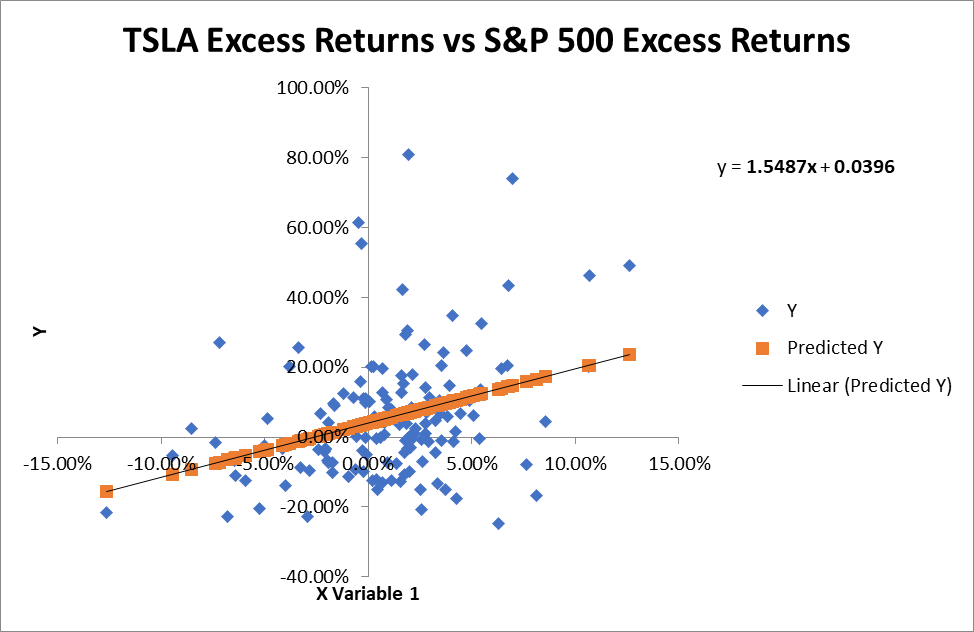 TSLA Excess Returns vs S&P 500 Excess Returns
100.00%
80.00%
y = 1.5487x + 0.0396
60.00%
40.00%
Y
Y
Predicted Y
20.00%
Linear (Predicted Y)
0.00%
-15.00% -10.00% -5.00% 0.00% 5.00% 10.00% 15.00%
-20.00%
-40.00%
X Variable 1